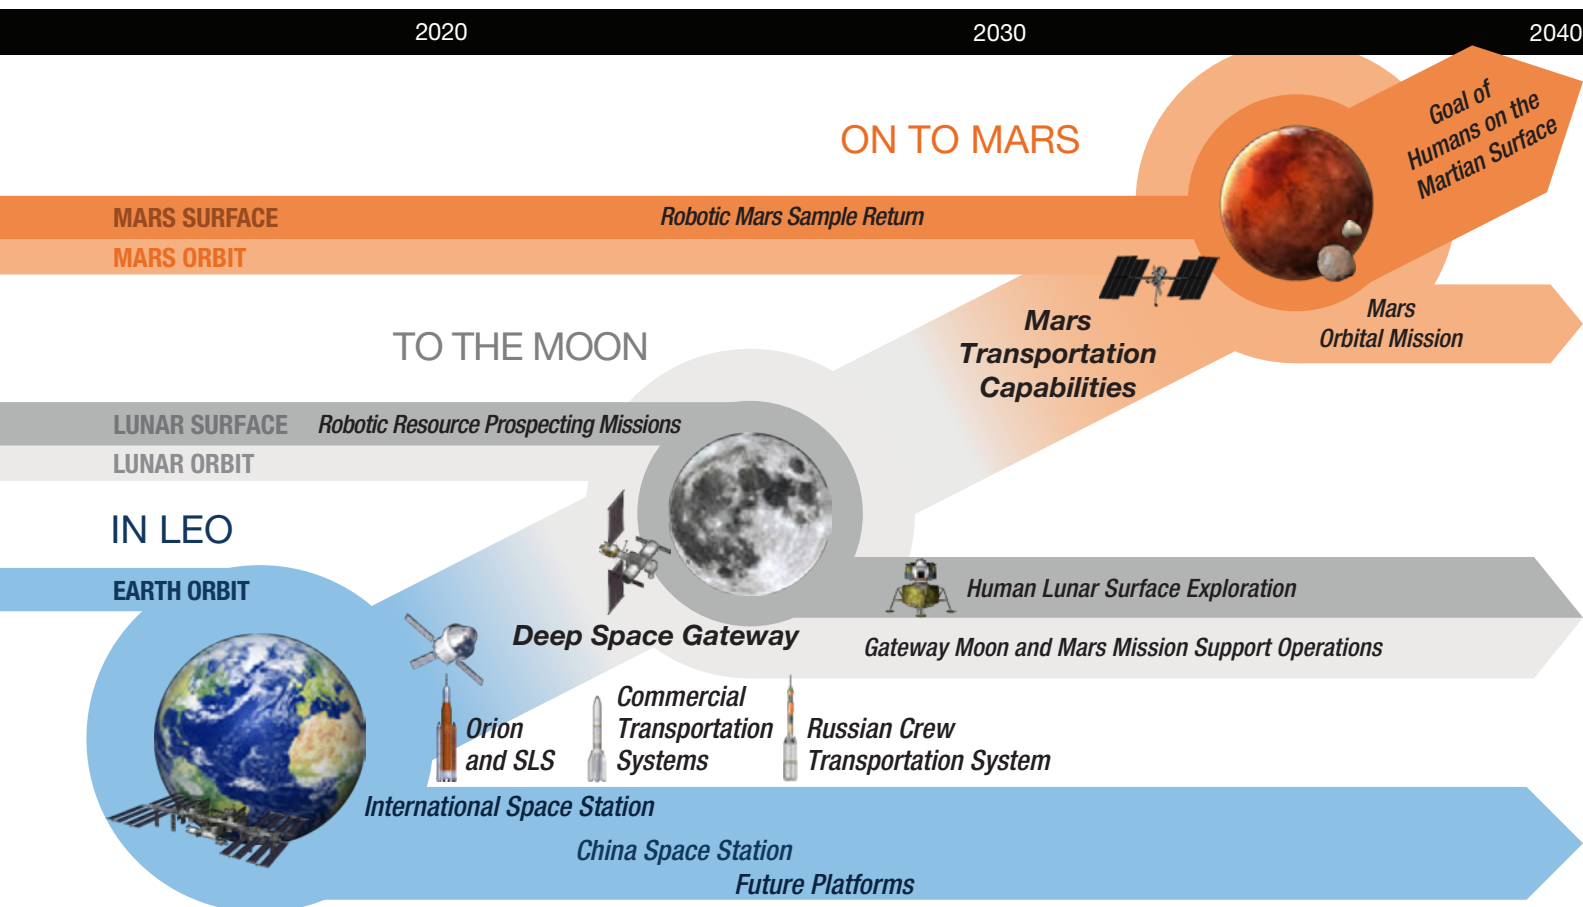 2020 2030 2040
Goal of
Humans on the
Martian Surface
ON TO MARS
MARS SURFACE
Robotic Mars Sample Return
MARS ORBIT
Mars
Transportation
Capabilities
Mars
Orbital Mission
TO THE MOON
LUNAR SURFACE
Robotic Resource Prospecting Missions
LUNAR ORBIT
IN LEO
EARTH ORBIT
Human Lunar Surface Exploration
Deep Space Gateway
Gateway Moon and Mars Mission Support Operations
Orion
and SLS
Commercial
Transportation
Systems
Russian Crew
Transportation System
International Space Station
China Space Station
Future Platforms